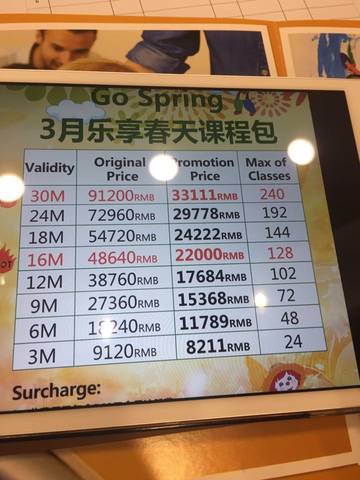 Go Spring
3月乐享春天课程包
Validity Original Price Promotion Price Max of Classes
30M 91200RMB 33111RMB 240
24M 72960RMB 29778RMB 192
18M 54720RMB 24222RMB 144
16M 48640RMB 22000RMB 128
12M 38760RMB 17684RMB 102
9M 27360RMB 15368RMB 72
6M 18240RMB 11789RMB 48
3M 9120RMB 8211RMB 24
Surcharge: